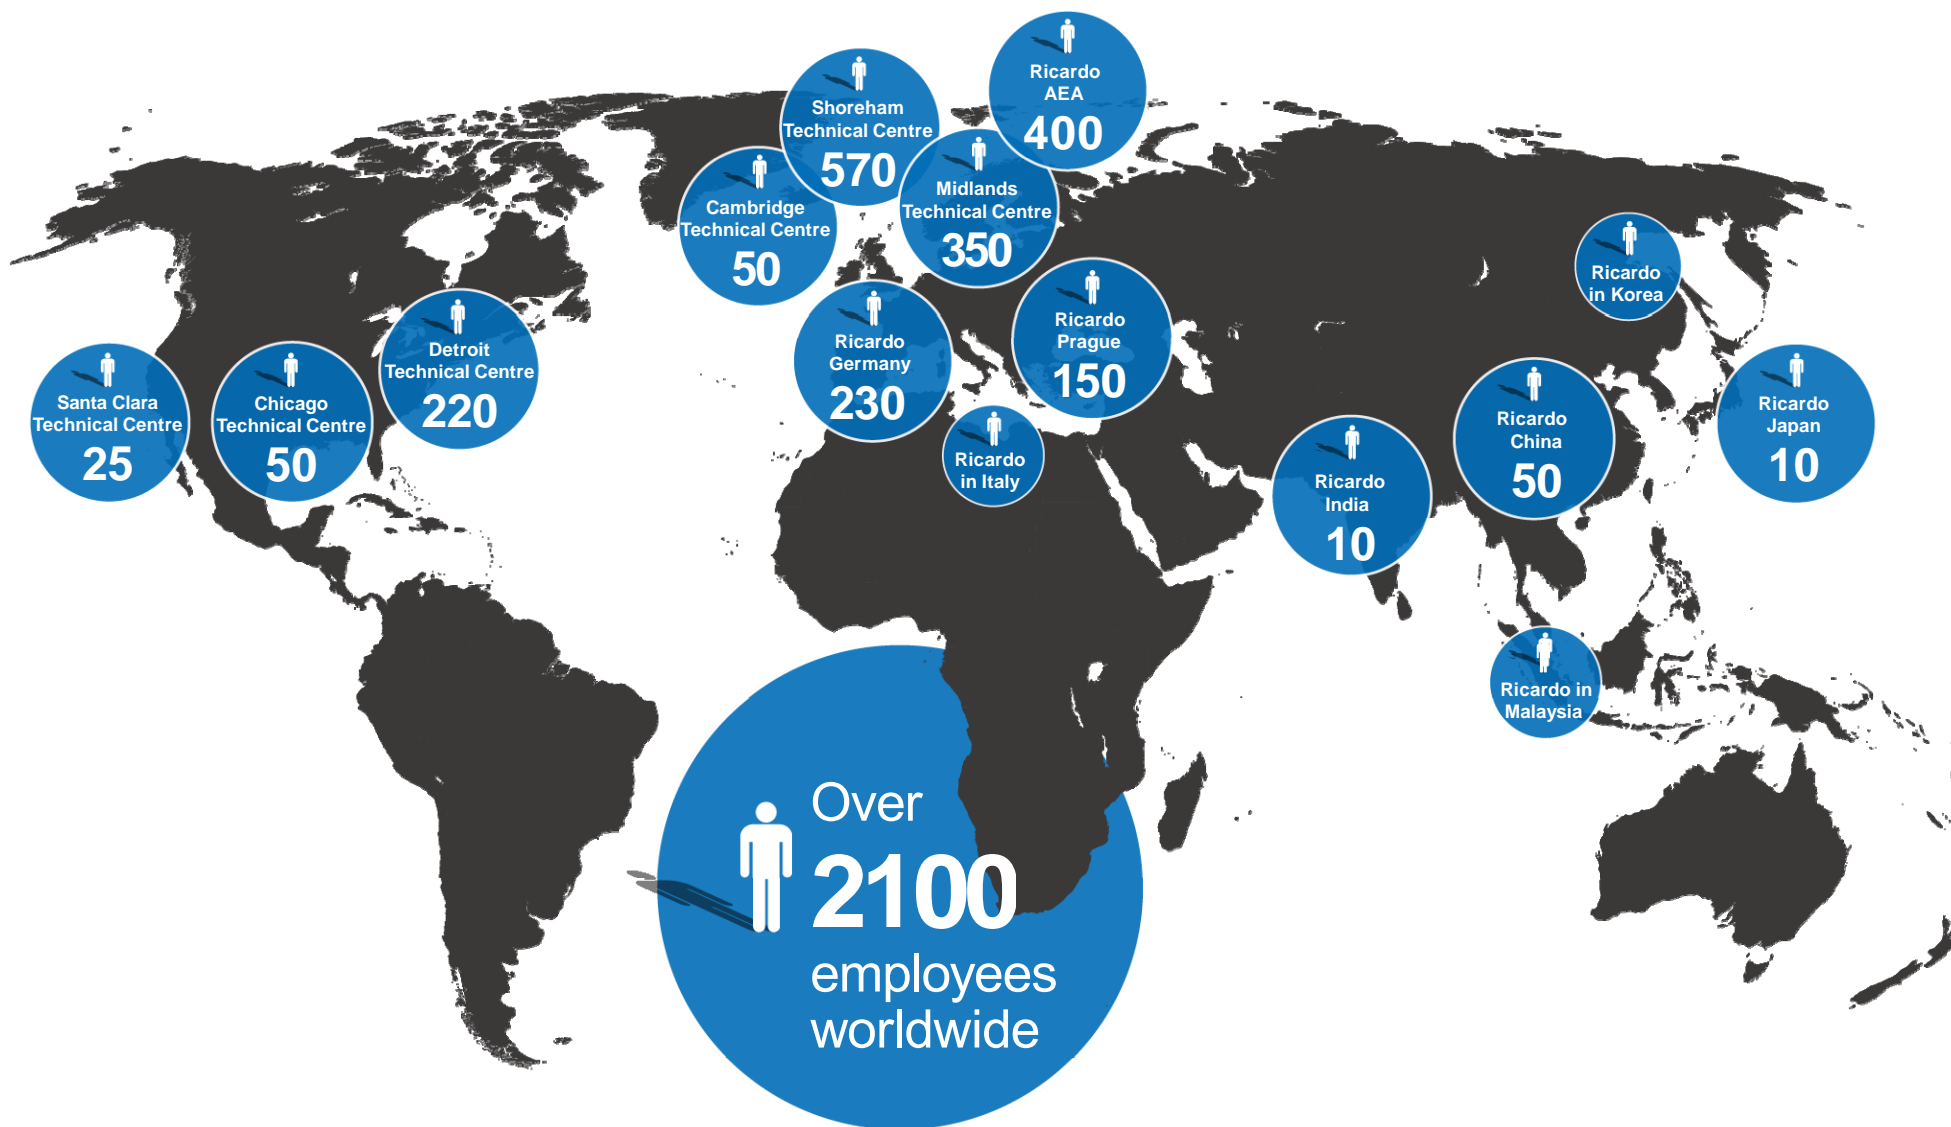 Ricardo
AEA
400
Shoreham
Technical Centre
570
Midlands
Technical Centre
350
Cambridge
Technical Centre
50
Ricardo
in Korea
Ricardo
Prague
150
Ricardo
Germany
230
Detroit
Technical Centre
220
Santa Clara
Technical Centre
25
Chicago
Technical Centre
50
Ricardo
in Italy
Ricardo
India
10
Ricardo
China
50
Ricardo
Japan
10
Ricardo in
Malaysia
Over
2100
employees
worldwide